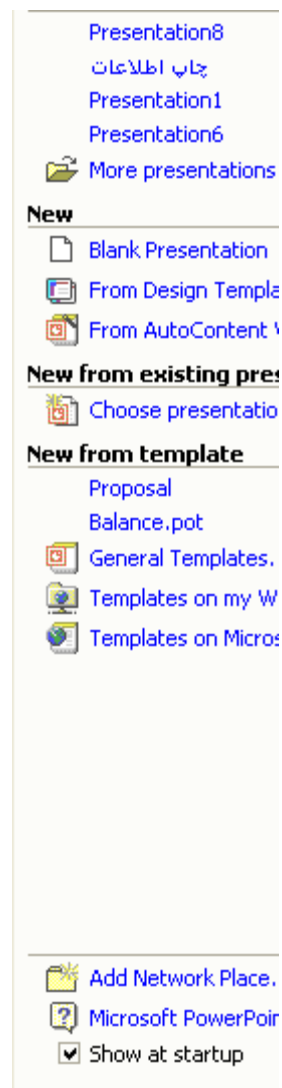 Presentation8
چاپ اطلاعات
Presentation1
Presentation6
More presentations
New
Blank Presentation
From Design Templa
From AutoContent
New from existing pres
Choose presentatio
New from template
Proposal
Balance.pot
General Templates.
Templates on my W
Templates on Micros
Add Network Place.
Microsoft PowerPoin
Show at startup